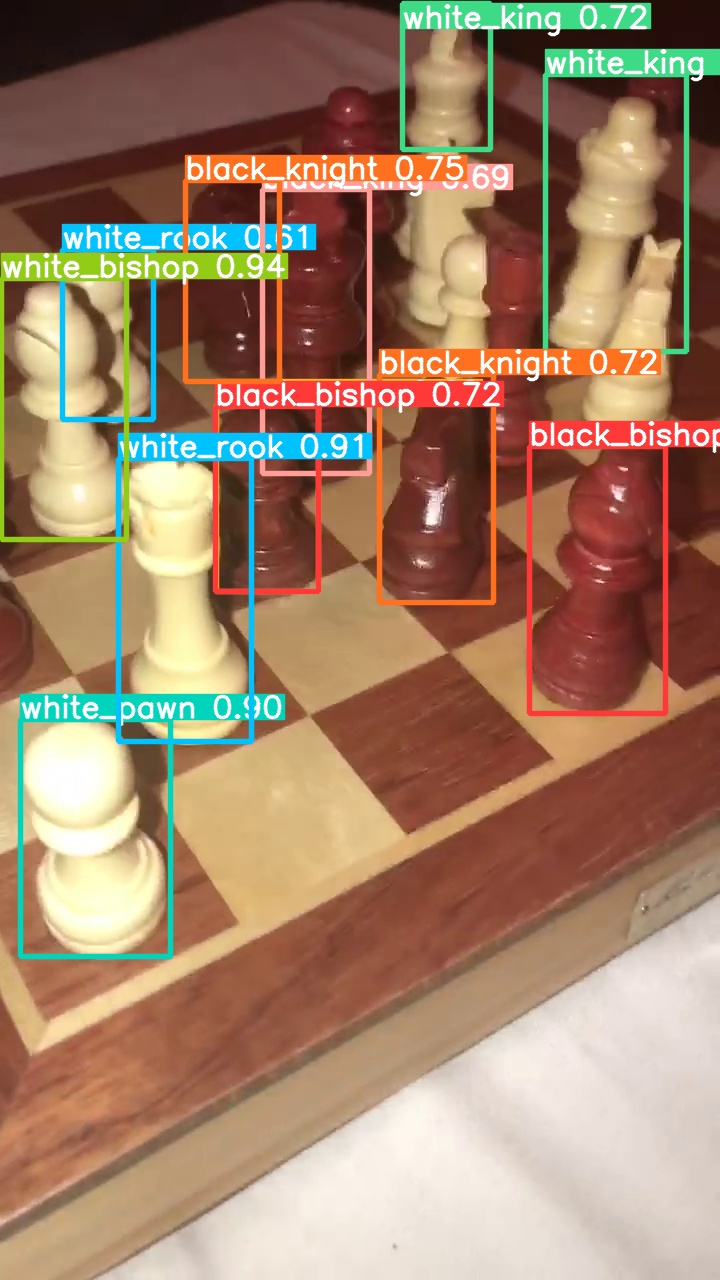 white_king 0.72
white_king
black_knight 0.75
black_king 0.69
white_rook 0.61
white_bishop 0.94
black_knight 0.72
black_bishop 0.72
black_bishop
white_rook 0.91
white_pawn 0.90